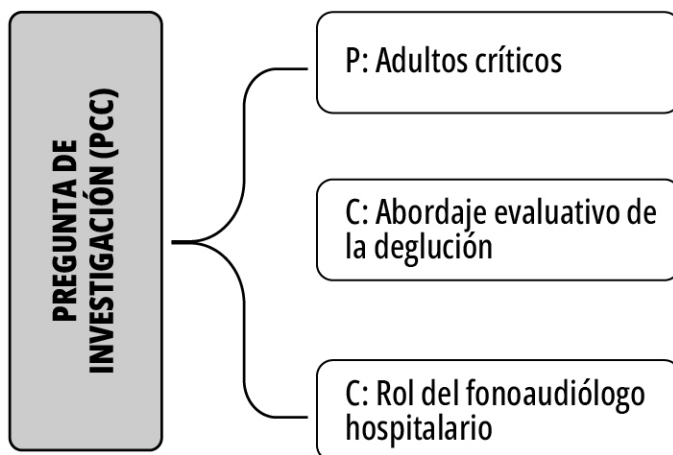 PREGUNTA DE
INVESTIGACIÓN (PCC)
P: Adultos críticos
C: Abordaje evaluativo de
la deglución
C: Rol del fonoaudiólogo
hospitalario